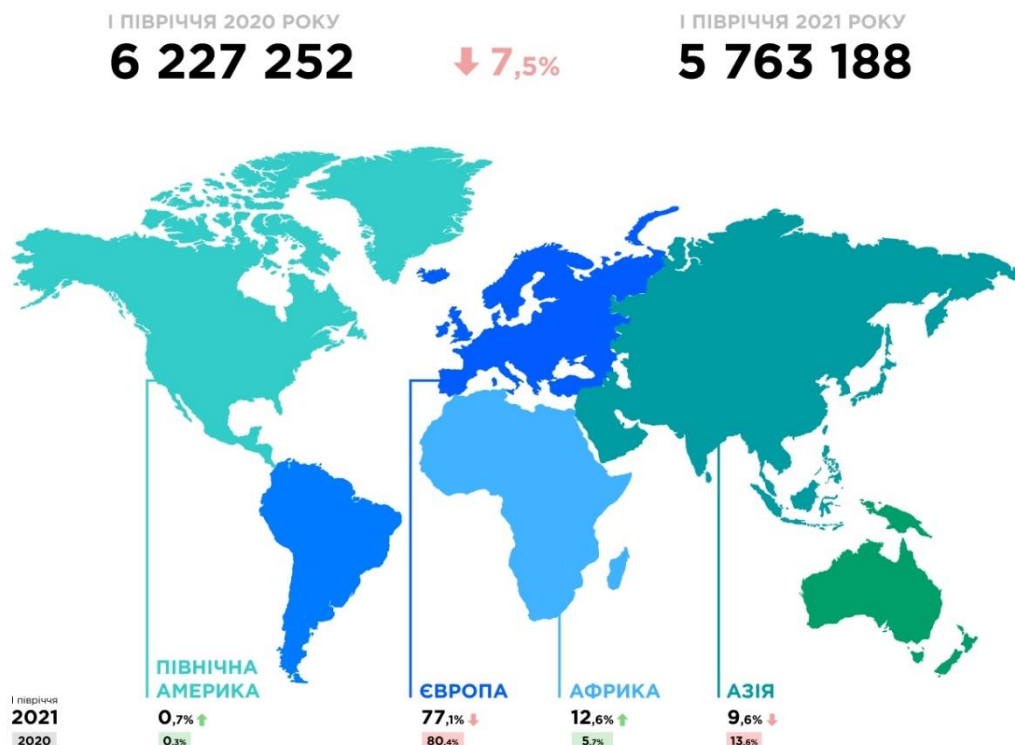 І ПІВРІЧЧЯ 2020 РОКУ
6 227 252
7,5%
І ПІВРІЧЧЯ 2021 РОКУ
5 763 188
ПІВНІЧНА
АМЕРИКА
ЄВРОПА
АФРИКА
АЗІЯ
І півріччя
2021
0,7%
77,1%
12,6%
9,6%
2020
0,3%
80,4%
5,7%
13,6%